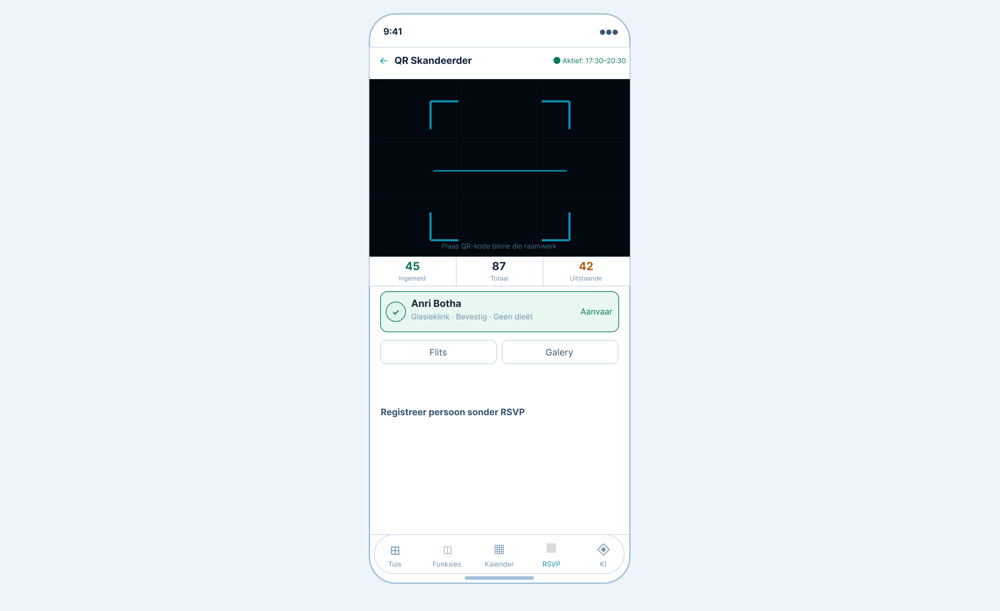 9:41
QR Skandeerder
Aktief: 17:30–20:30
Plaas QR-kode binne die raamwerk
45
87
42
Ingemeld
Totaal
Uitstaande
Anri Botha
Glasieklink · Bevestig · Geen dieët
Aanvaar
Flits
Galery
Registreer persoon sonder RSVP
Tuis
Funksies
Kalender
RSVP
KI